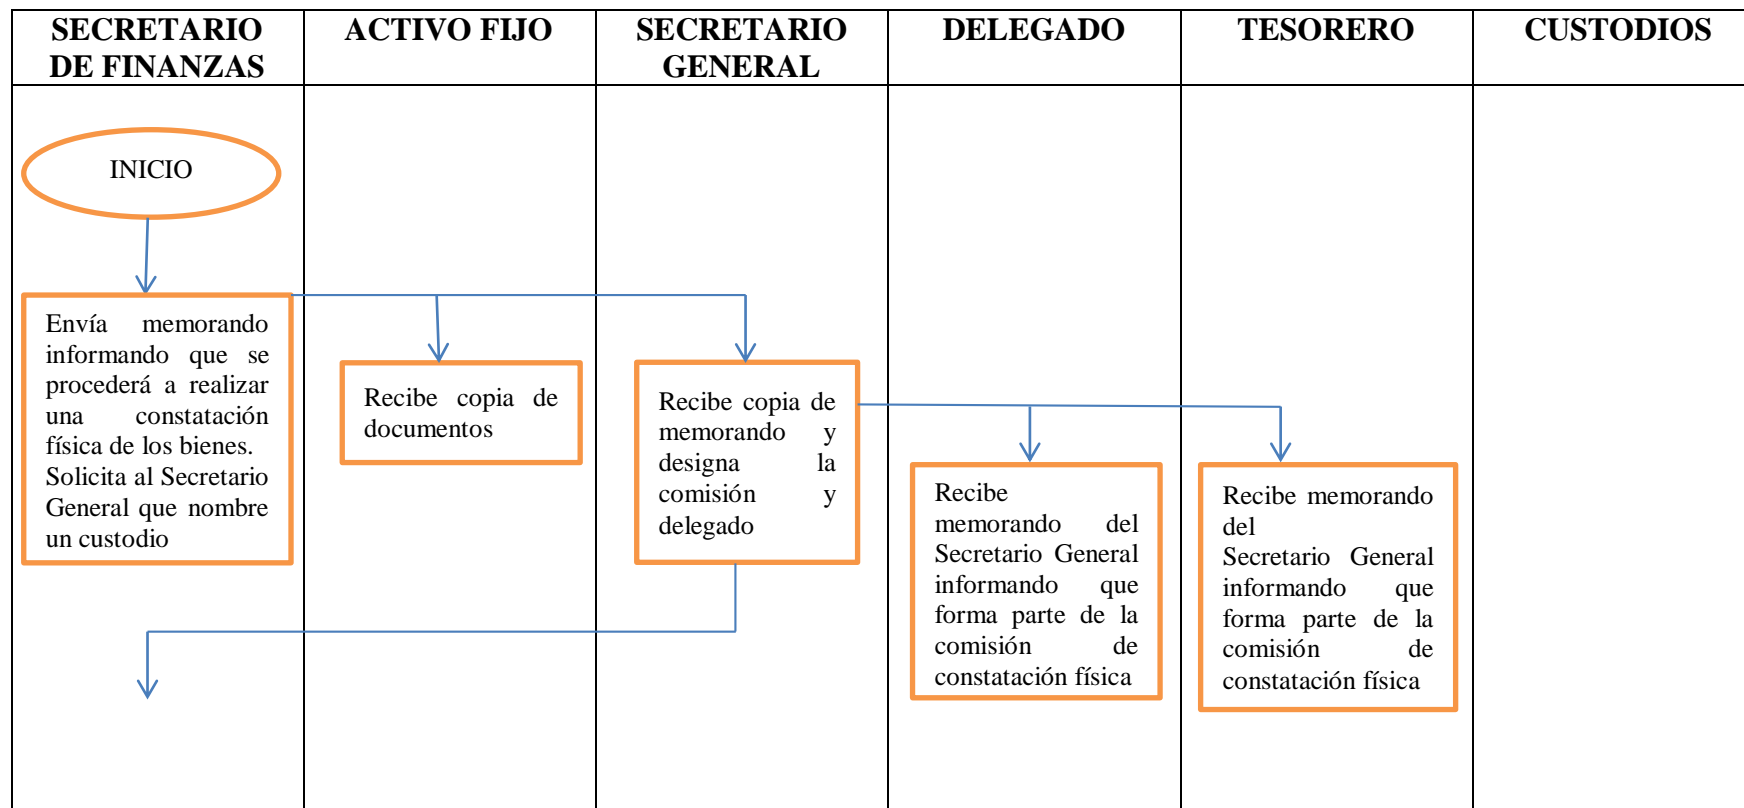 SECRETARIO
DE FINANZAS
ACTIVO FIJO
SECRETARIO
GENERAL
DELEGADO
TESORERO
CUSTODIOS
INICIO
Envía memorando
informando que se
procederá a realizar
una constatación
física de los bienes.
Solicita al Secretario
General que nombre
un custodio
Recibe copia de
documentos
Recibe copia de
memorando y
designa la
comisión y
delegado
Recibe
memorando del
Secretario General
informando que
forma parte de la
comisión de
constatación física
Recibe memorando
del
Secretario General
informando que
forma parte de la
comisión de
constatación física